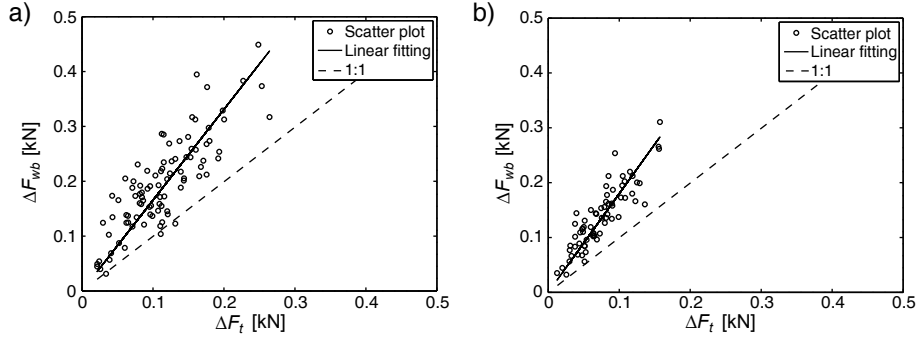 a)
0.5
0.4
0.3
0.2
0.1
0
ΔF_wb [kN]
Scatter plot
Linear fitting
1:1
0.1 0.2 0.3 0.4 0.5
ΔF_t [kN]
b)
0.5
0.4
0.3
0.2
0.1
0
ΔF_wb [kN]
Scatter plot
Linear fitting
1:1
0 0.1 0.2 0.3 0.4 0.5
ΔF_t [kN]